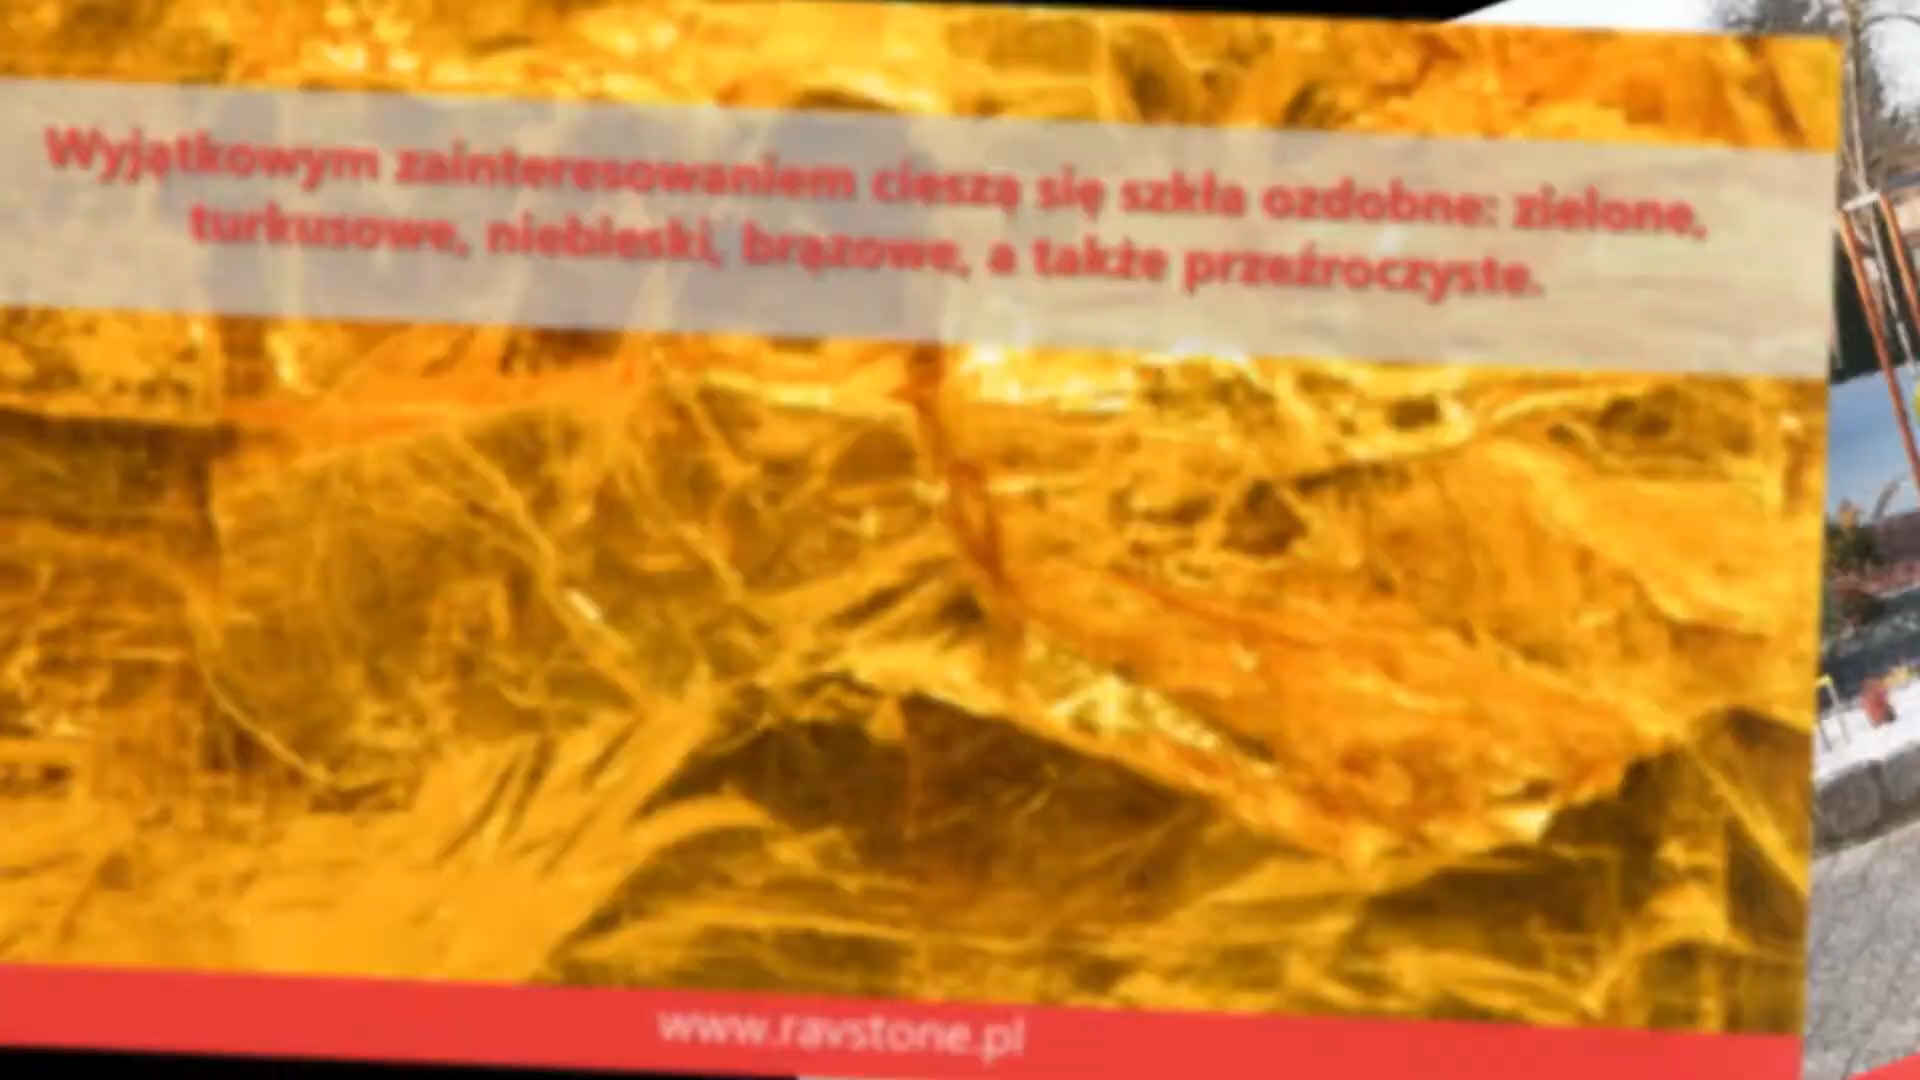 Wyjątkowym zainteresowaniem cieszą się szkła ozdobne: zielone,
turkusowe, niebieski, brązowe, a także przeźroczyste.
www.ravstone.pl